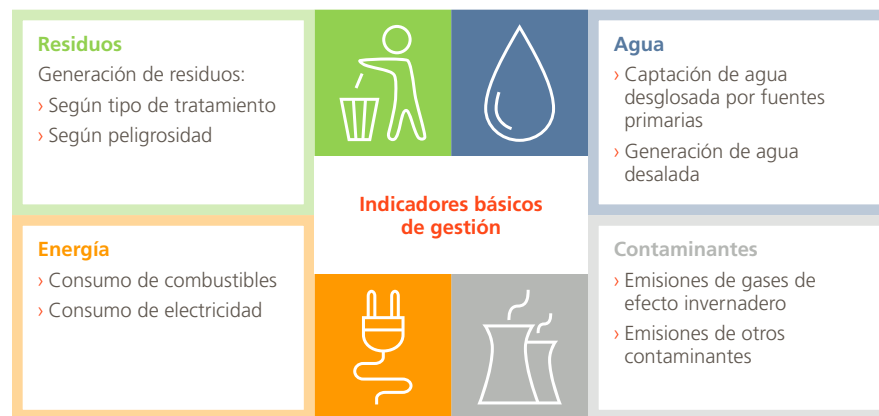 Residuos
Generación de residuos:
› Según tipo de tratamiento
› Según peligrosidad
Agua
› Captación de agua
desglosada por fuentes
primarias
› Generación de agua
desalada
Indicadores básicos
de gestión
Energía
› Consumo de combustibles
› Consumo de electricidad
Contaminantes
› Emisiones de gases de
efecto invernadero
› Emisiones de otros
contaminantes